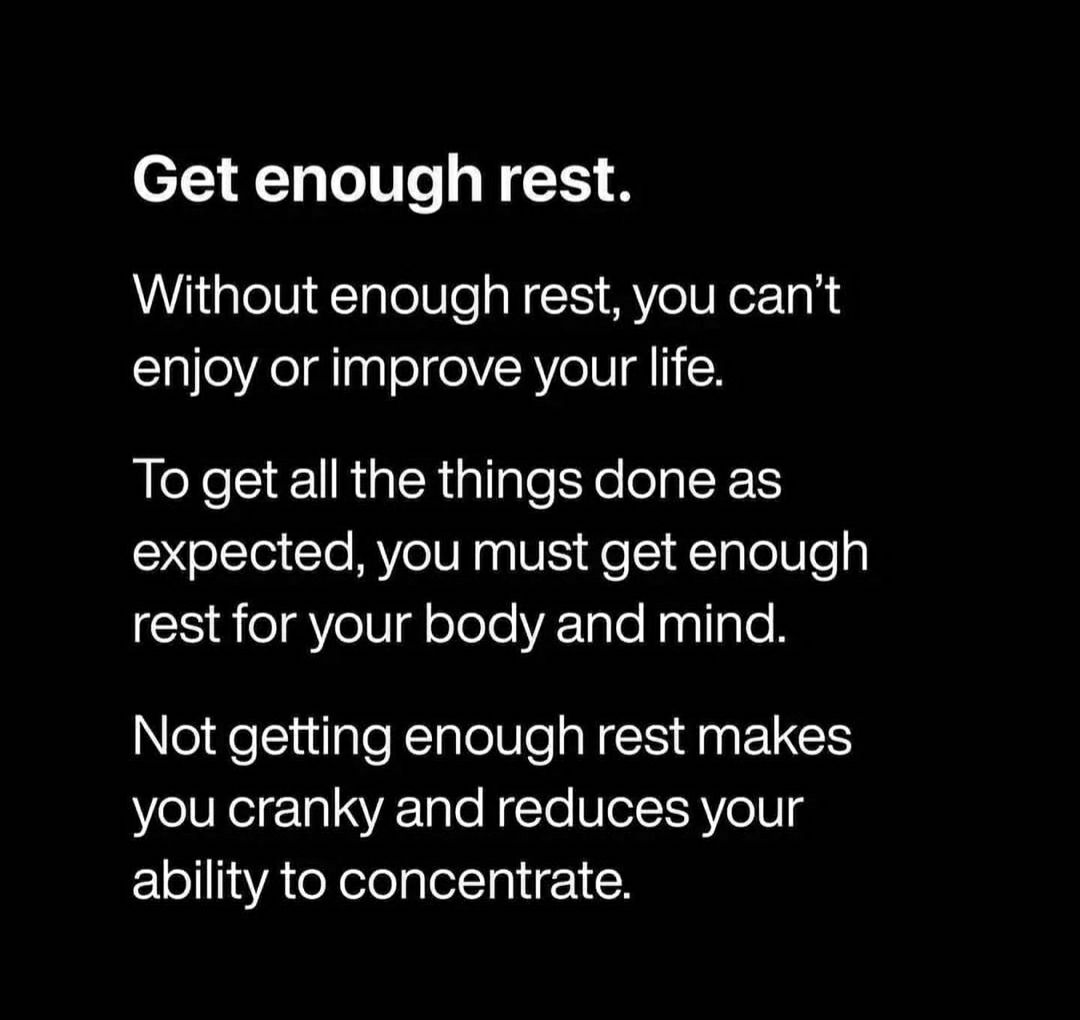 Get enough rest.
Without enough rest, you can’t
enjoy or improve your life.
To get all the things done as
expected, you must get enough
rest for your body and mind.
Not getting enough rest makes
you cranky and reduces your
ability to concentrate.